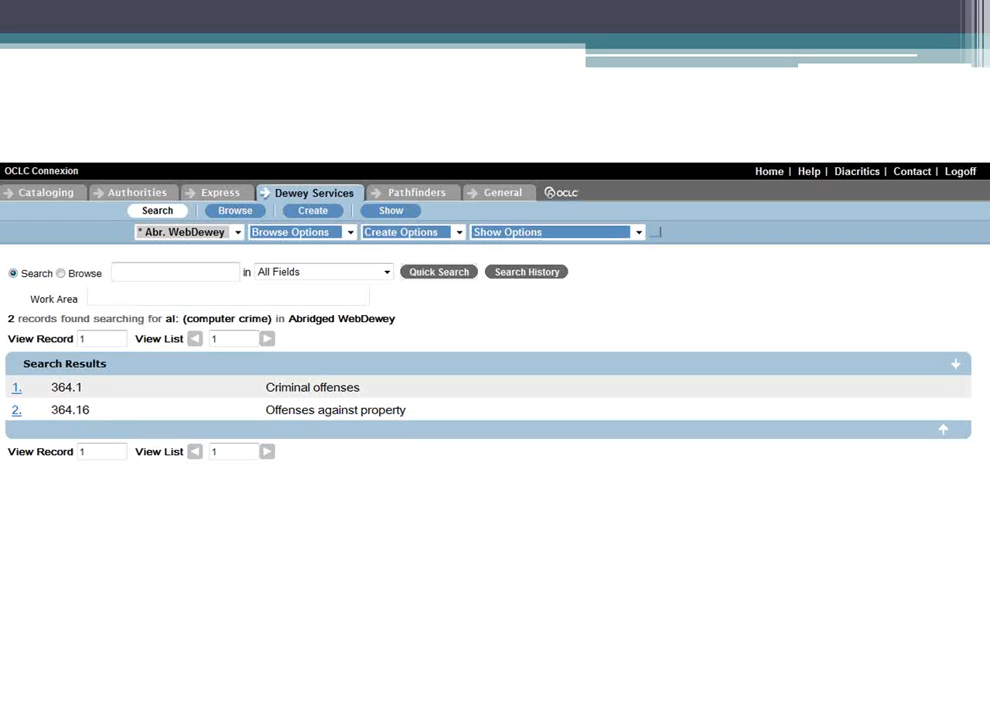 OCLC Connexion
Home | Help | Diacritics | Contact | Logoff
Cataloging Authorities Express Dewey Services Pathfinders General OCLC
Search Browse Create Show
* Abr. WebDewey Browse Options Create Options Show Options
Search Browse in All Fields Quick Search Search History
Work Area
2 records found searching for al: (computer crime) in Abridged WebDewey
View Record 1 View List 1
Search Results
1. 364.1 Criminal offenses
2. 364.16 Offenses against property
View Record 1 View List 1